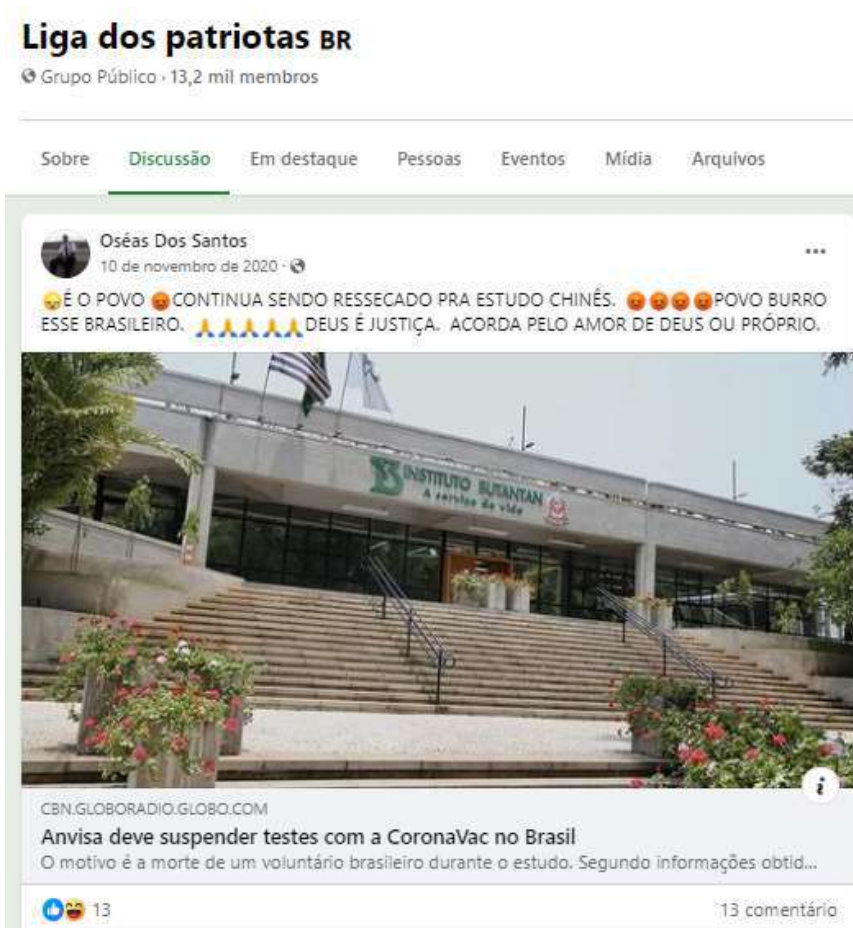 Liga dos patriotas BR
Grupo Público · 13,2 mil membros
Sobre Discussão Em destaque Pessoas Eventos Mídia Arquivos
Oséas Dos Santos
10 de novembro de 2020 ·
😞É O POVO 😡CONTINUA SENDO RESSECADO PRA ESTUDO CHINÊS. 😡😡😡😡POVO BURRO
ESSE BRASILEIRO. 🙏🙏🙏🙏🙏DEUS É JUSTIÇA. ACORDA PELO AMOR DE DEUS OU PRÓPRIO.
INSTITUTO BUTANTAN
A serviço da vida
CBN.GLOBORADIO.GLOBO.COM
Anvisa deve suspender testes com a CoronaVac no Brasil
O motivo é a morte de um voluntário brasileiro durante o estudo. Segundo informações obtid...
13
13 comentário